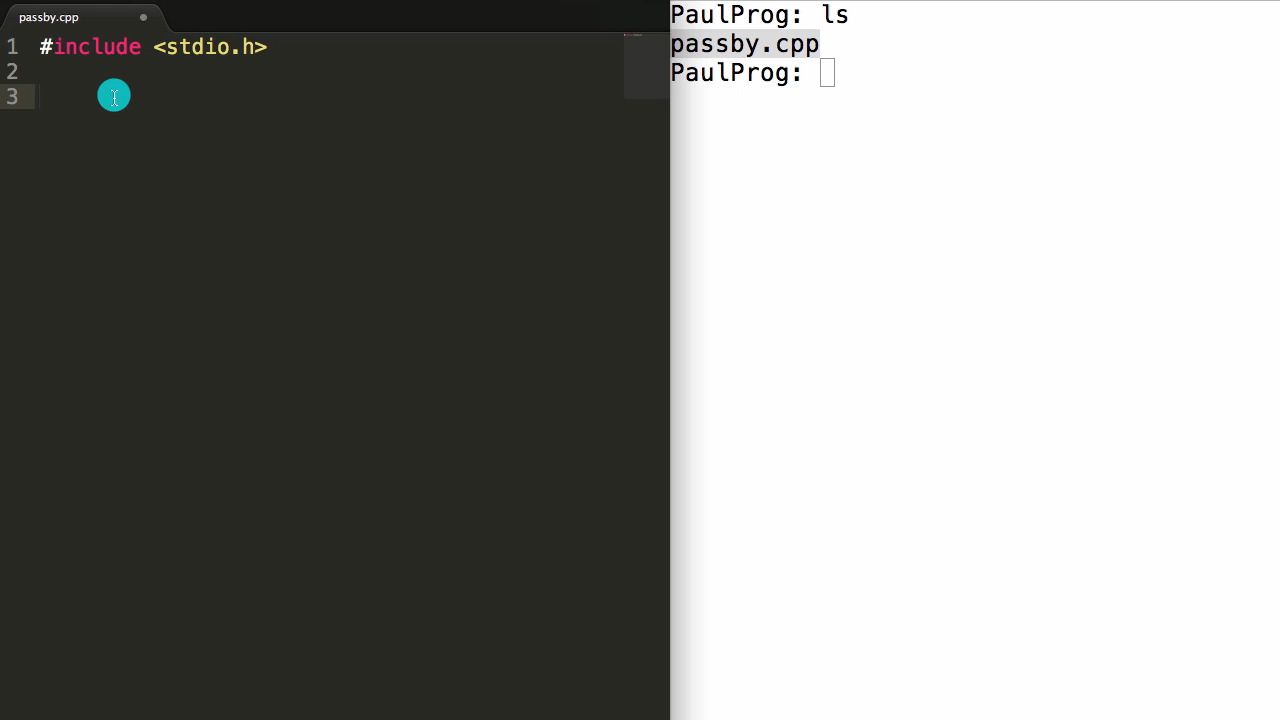 passby.cpp
1 #include <stdio.h>
2
3
PaulProg: ls
passby.cpp
PaulProg: